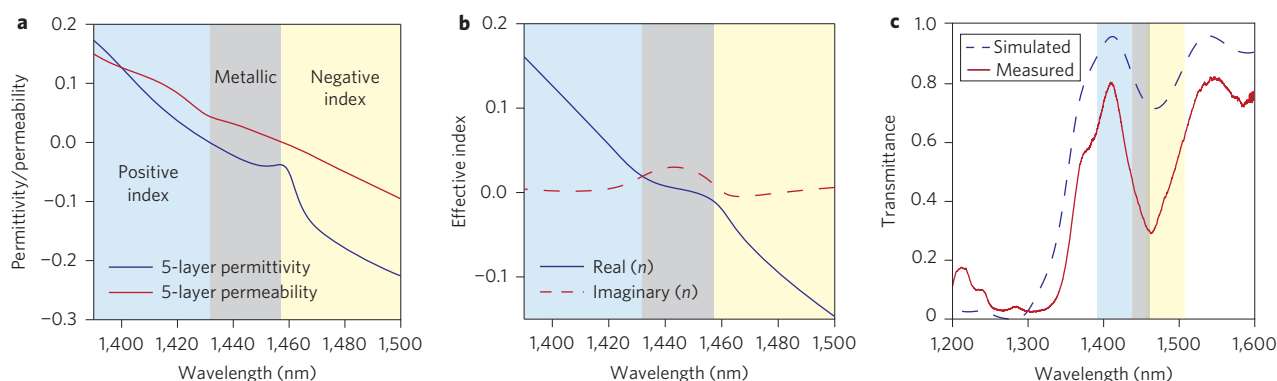 a
0.2
0.1
0.0
−0.1
−0.2
−0.3
Permittivity/permeability
Metallic
Negative
index
Positive
index
5-layer permittivity
5-layer permeability
1,400
1,420
1,440
1,460
1,480
1,500
Wavelength (nm)
b
0.2
0.1
0.0
−0.1
Effective index
Real (n)
Imaginary (n)
1,400
1,420
1,440
1,460
1,480
1,500
Wavelength (nm)
c
1.0
0.8
0.6
0.4
0.2
0
Transmittance
Simulated
Measured
1,200
1,300
1,400
1,500
1,600
Wavelength (nm)